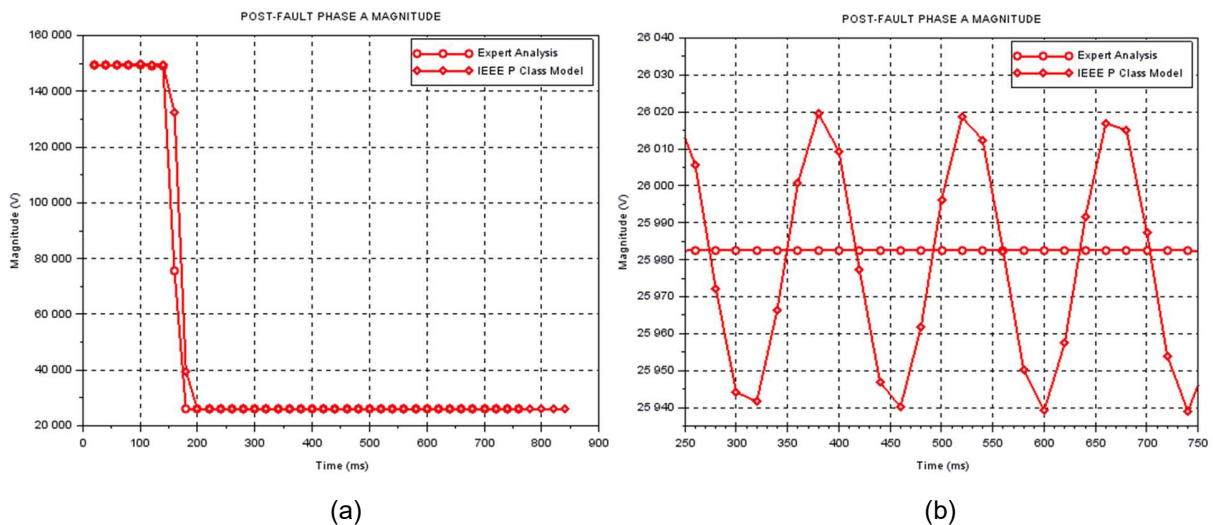 POST-FAULT PHASE A MAGNITUDE
160 000
140 000
120 000
100 000
80 000
60 000
40 000
20 000
Magnitude (V)
Expert Analysis
IEEE P Class Model
0 100 200 300 400 500 600 700 800 900
Time (ms)
(a)
POST-FAULT PHASE A MAGNITUDE
26 040
26 030
26 020
26 010
26 000
25 990
25 980
25 970
25 960
25 950
25 940
Magnitude (V)
Expert Analysis
IEEE P Class Model
250 300 350 400 450 500 550 600 650 700 750
Time (ms)
(b)